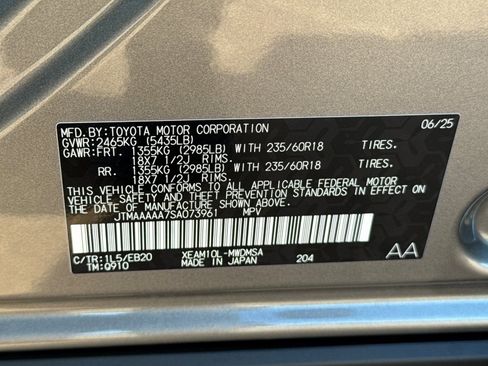 MFD. BY: TOYOTA MOTOR CORPORATION 06/25
GVWR: 2465KG (5435LB)
GAWR: FRT. 1355KG (2985LB) WITH 235/60R18 TIRES.
18X7 1/2J RIMS.
RR. 1355KG (2985LB) WITH 235/60R18 TIRES.
18X7 1/2J RIMS.
THIS VEHICLE CONFORMS TO ALL APPLICABLE FEDERAL MOTOR
VEHICLE SAFETY AND BUMPER STANDARDS IN EFFECT ON
THE DATE OF MANUFACTURE SHOWN ABOVE.
JTMAAAAA7SA073961 MPV
C/TR: 1L5/EB20 XEAM10L-MWDMSA AA
TM: Q910 MADE IN JAPAN 204